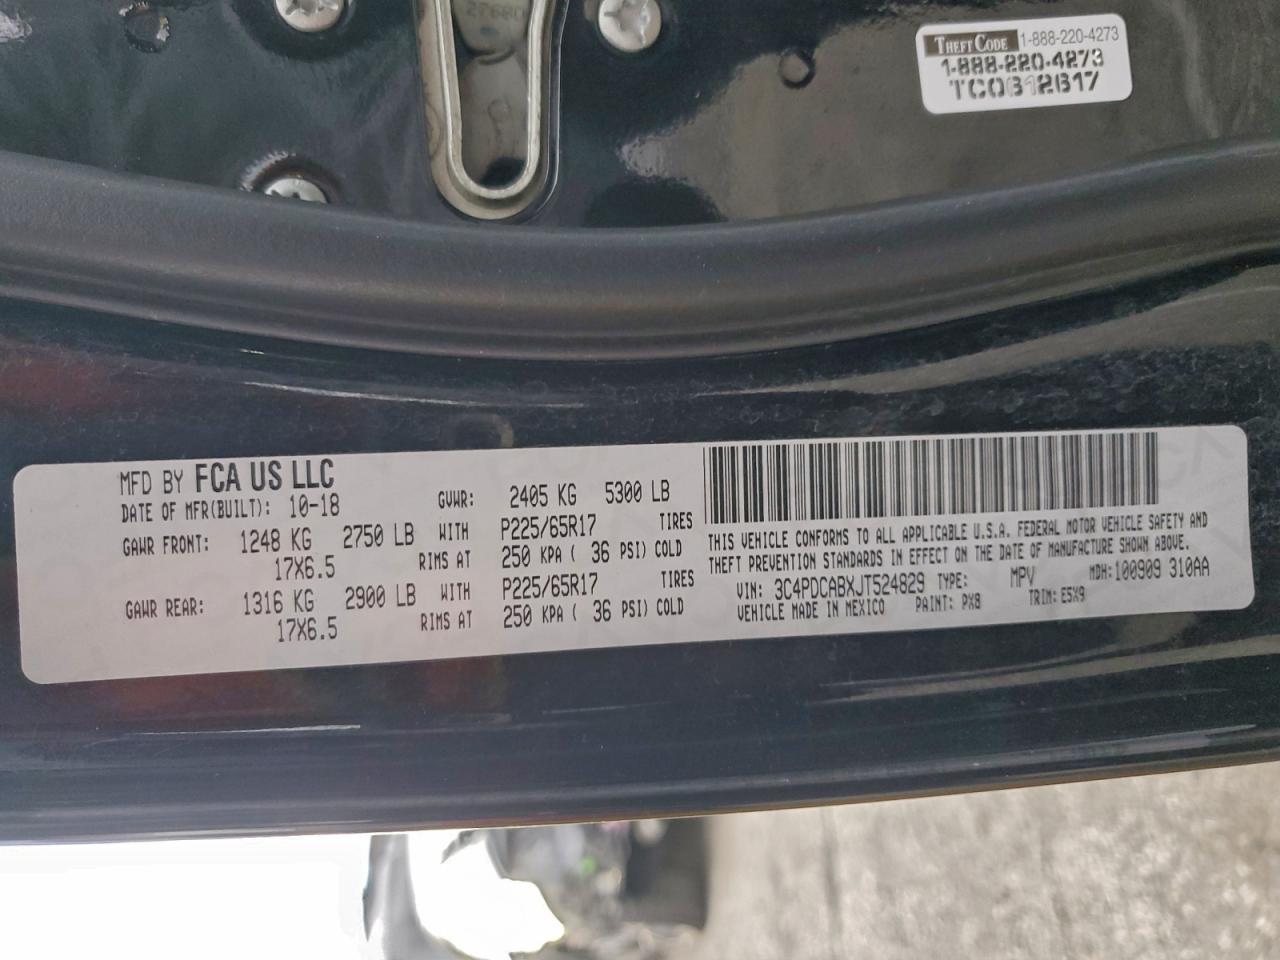 27680
THEFT CODE 1-888-220-4273
1-888-220-4273
TC0612617
MFD BY FCA US LLC
DATE OF MFR(BUILT): 10-18 GVWR: 2405 KG 5300 LB
GAWR FRONT: 1248 KG 2750 LB WITH P225/65R17 TIRES
17X6.5 RIMS AT 250 KPA ( 36 PSI) COLD
GAWR REAR: 1316 KG 2900 LB WITH P225/65R17 TIRES
17X6.5 RIMS AT 250 KPA ( 36 PSI) COLD
THIS VEHICLE CONFORMS TO ALL APPLICABLE U.S.A. FEDERAL MOTOR VEHICLE SAFETY AND
THEFT PREVENTION STANDARDS IN EFFECT ON THE DATE OF MANUFACTURE SHOWN ABOVE.
VIN: 3C4PDCABXJT524829 TYPE: MPV MDH:100909 310AA
VEHICLE MADE IN MEXICO PAINT: PX8 TRIM: E5X9